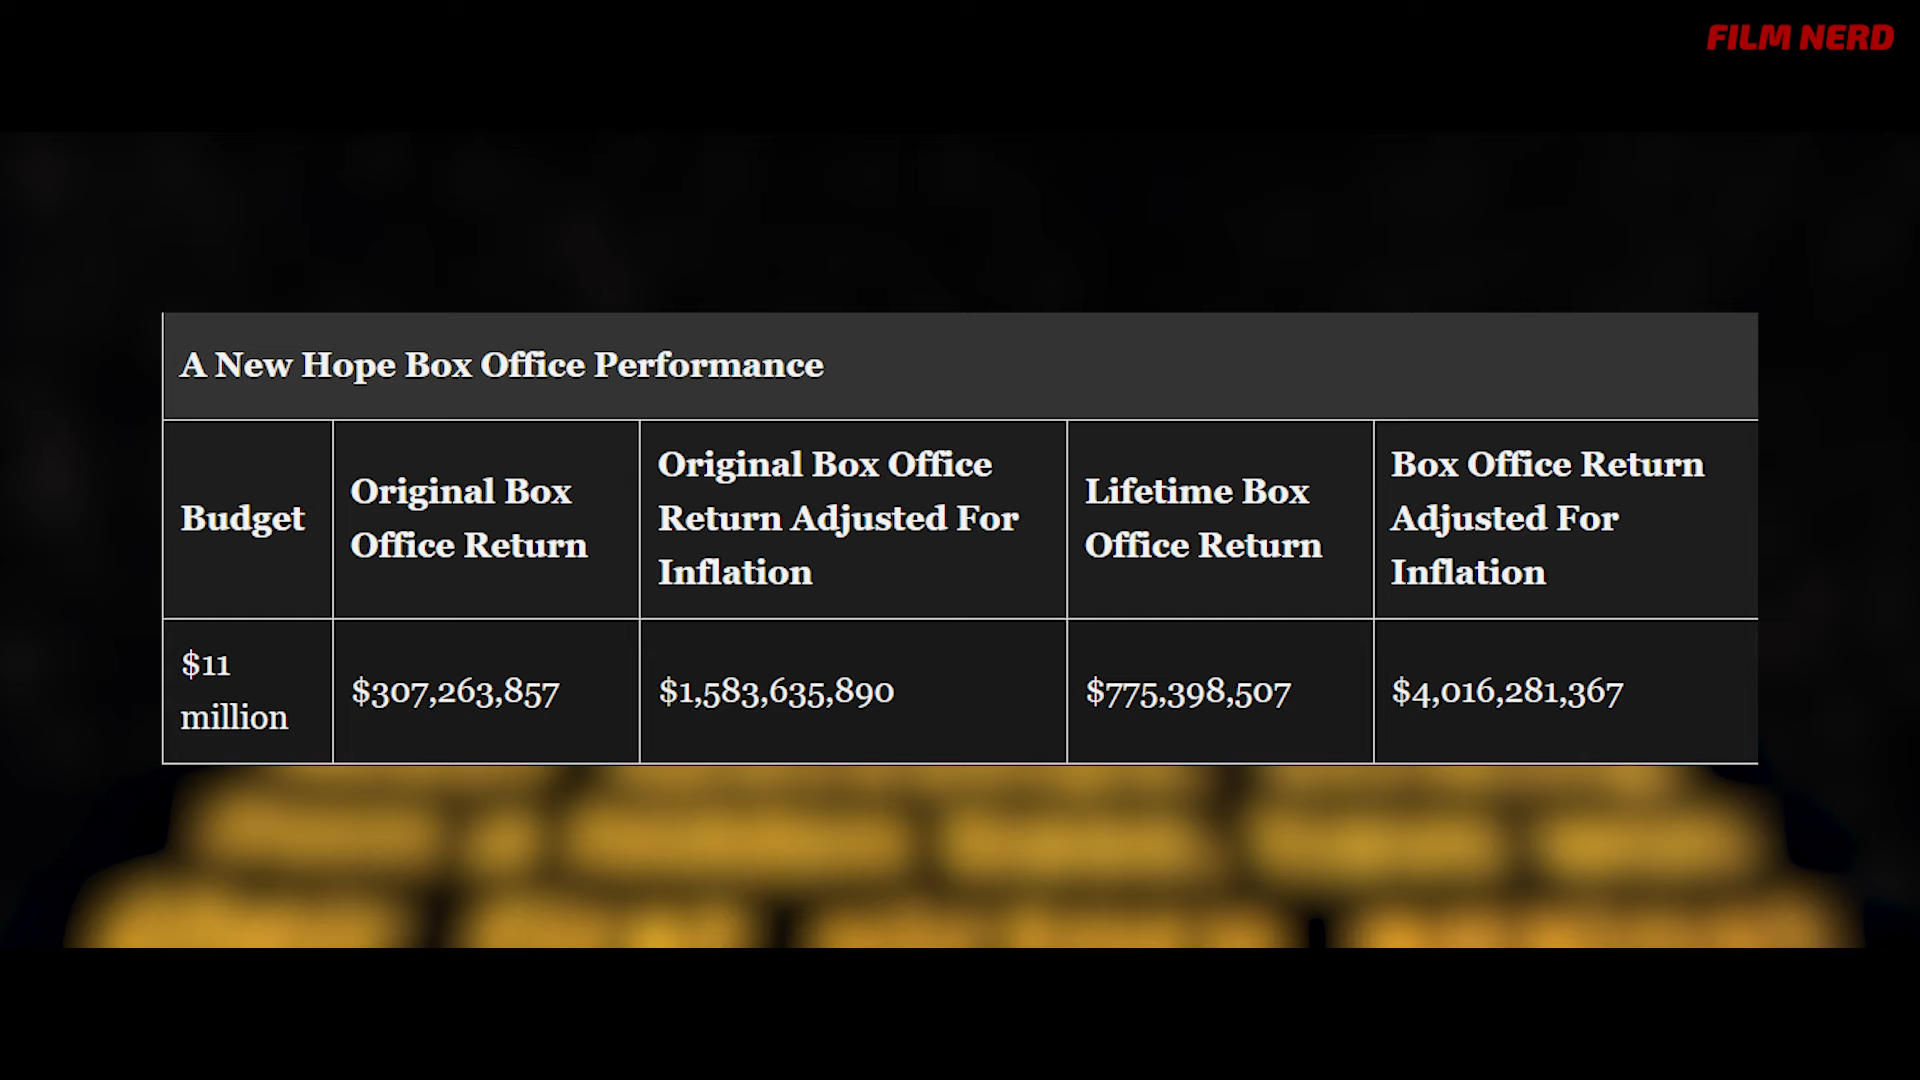 FILM NERD
A New Hope Box Office Performance
Budget
Original Box
Office Return
Original Box Office
Return Adjusted For
Inflation
Lifetime Box
Office Return
Box Office Return
Adjusted For
Inflation
$11
million
$307,263,857
$1,583,635,890
$775,398,507
$4,016,281,367